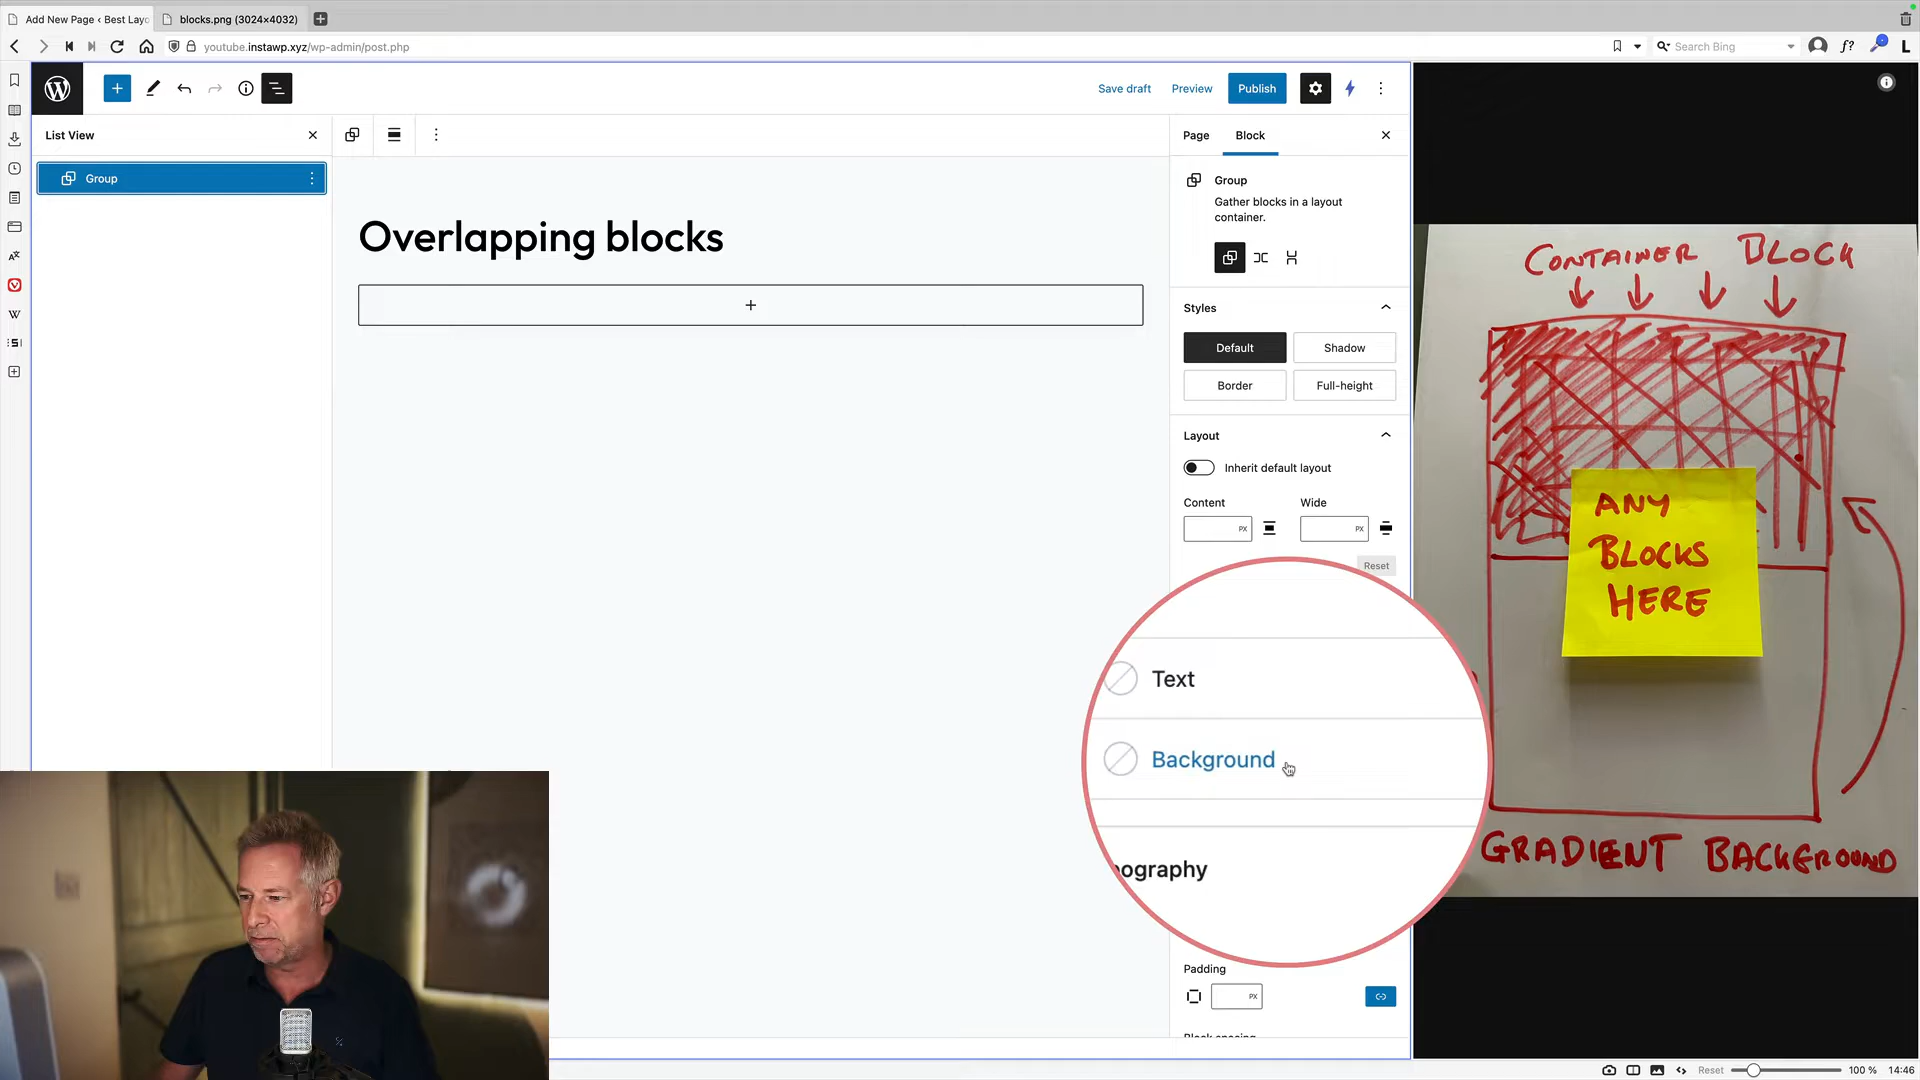 Add New Page ‹ Best Layo
blocks.png (3024×4032)
youtube.instawp.xyz/wp-admin/post.php
Search Bing
f?
L
Save draft
Preview
Publish
List View
Page
Block
Group
Group
Gather blocks in a layout
container.
Overlapping blocks
Styles
Default
Shadow
Border
Full-height
Layout
Inherit default layout
Content
Wide
PX
PX
Reset
Text
Background
ography
Padding
PX
Block spacing
CONTAINER BLOCK
ANY
BLOCKS
HERE
GRADIENT BACKGROUND
Reset
100 %
14:46